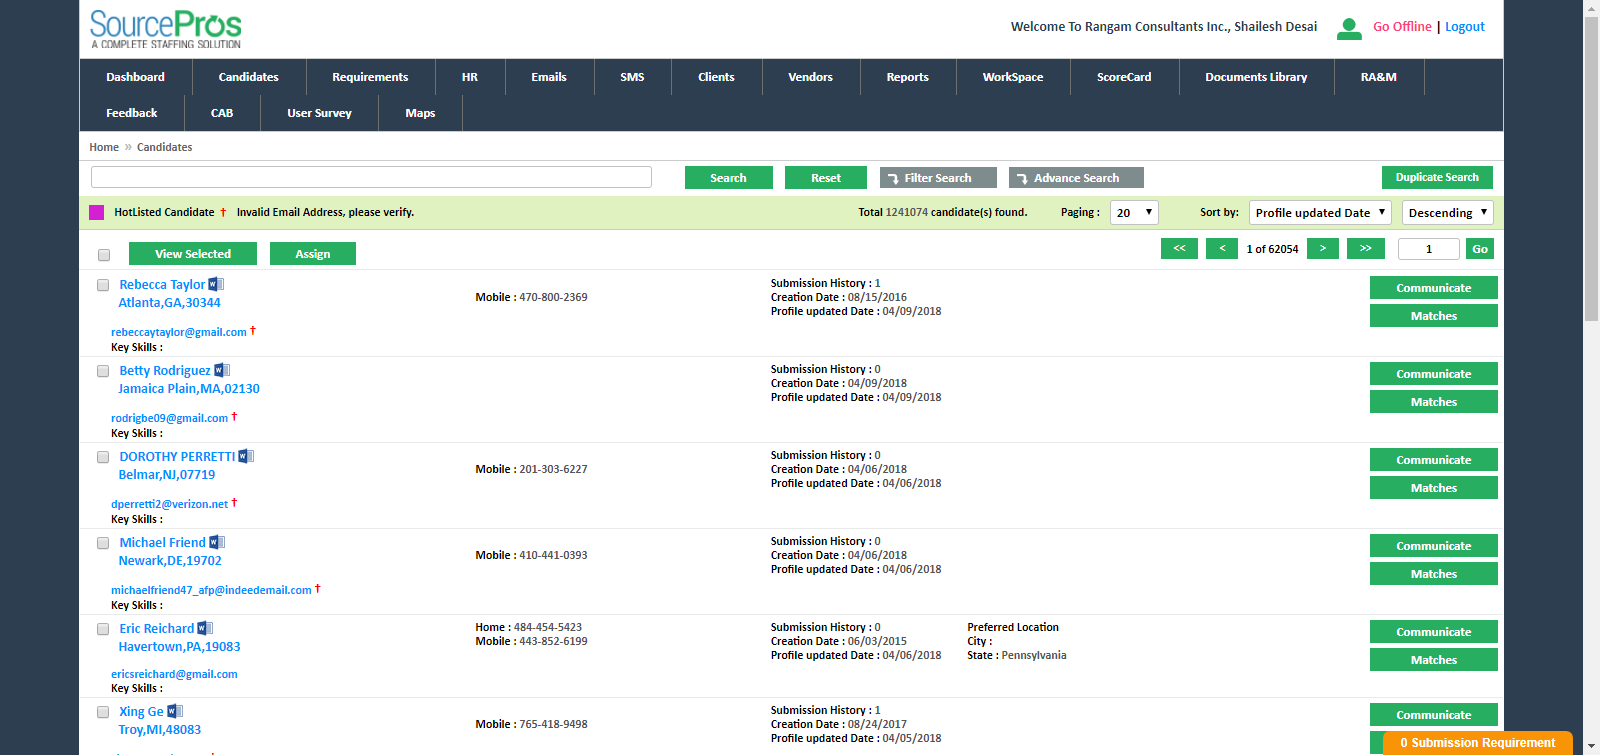 SourcePros
A COMPLETE STAFFING SOLUTION
Welcome To Rangam Consultants Inc., Shailesh Desai
Go Offline | Logout
Dashboard Candidates Requirements HR Emails SMS Clients Vendors Reports WorkSpace ScoreCard Documents Library RA&M
Feedback CAB User Survey Maps
Home » Candidates
Search Reset Filter Search Advance Search Duplicate Search
HotListed Candidate † Invalid Email Address, please verify. Total 1241074 candidate(s) found. Paging : 20 Sort by: Profile updated Date Descending
View Selected Assign << < 1 of 62054 > >> 1 Go
Rebecca Taylor
Atlanta,GA,30344
rebeccaytaylor@gmail.com †
Key Skills :
Mobile : 470-800-2369
Submission History : 1
Creation Date : 08/15/2016
Profile updated Date : 04/09/2018
Communicate
Matches
Betty Rodriguez
Jamaica Plain,MA,02130
rodrigbe09@gmail.com †
Key Skills :
Submission History : 0
Creation Date : 04/09/2018
Profile updated Date : 04/09/2018
Communicate
Matches
DOROTHY PERRETTI
Belmar,NJ,07719
dperretti2@verizon.net †
Key Skills :
Mobile : 201-303-6227
Submission History : 0
Creation Date : 04/06/2018
Profile updated Date : 04/06/2018
Communicate
Matches
Michael Friend
Newark,DE,19702
michaelfriend47_afp@indeedemail.com †
Key Skills :
Mobile : 410-441-0393
Submission History : 0
Creation Date : 04/06/2018
Profile updated Date : 04/06/2018
Communicate
Matches
Eric Reichard
Havertown,PA,19083
ericsreichard@gmail.com
Key Skills :
Home : 484-454-5423
Mobile : 443-852-6199
Submission History : 0
Creation Date : 06/03/2015
Profile updated Date : 04/06/2018
Preferred Location
City :
State : Pennsylvania
Communicate
Matches
Xing Ge
Troy,MI,48083
Mobile : 765-418-9498
Submission History : 1
Creation Date : 08/24/2017
Profile updated Date : 04/05/2018
Communicate
0 Submission Requirement